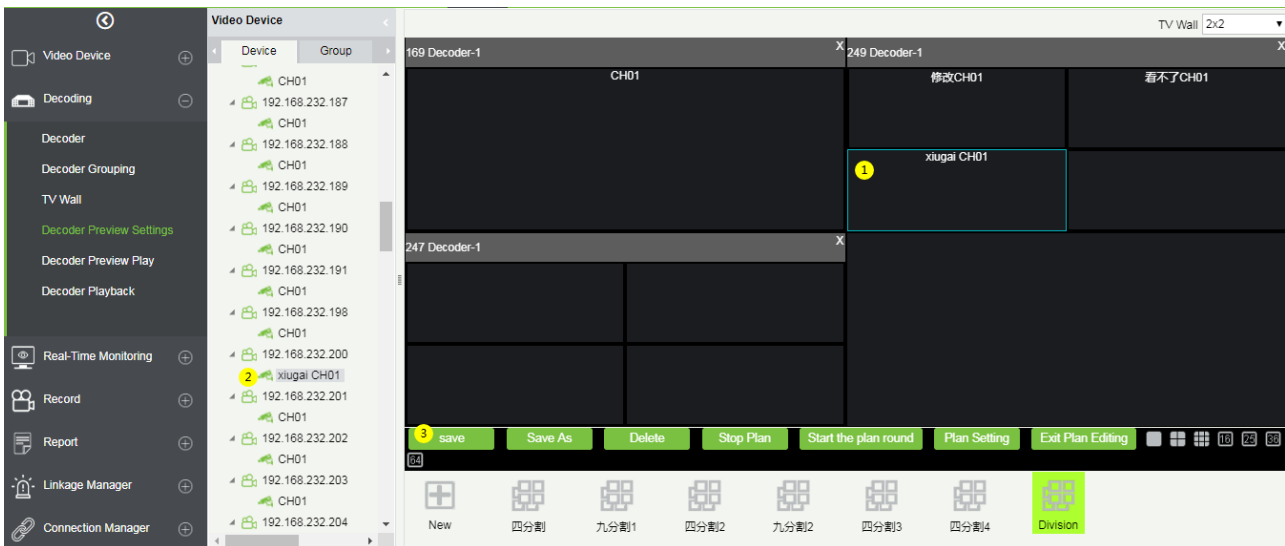 Video Device
Decoding
Decoder
Decoder Grouping
TV Wall
Decoder Preview Settings
Decoder Preview Play
Decoder Playback
Real-Time Monitoring
Record
Report
Linkage Manager
Connection Manager
Video Device
Device Group
CH01
192.168.232.187
CH01
192.168.232.188
CH01
192.168.232.189
CH01
192.168.232.190
CH01
192.168.232.191
CH01
192.168.232.198
CH01
192.168.232.200
2 xiugai CH01
192.168.232.201
CH01
192.168.232.202
CH01
192.168.232.203
CH01
192.168.232.204
TV Wall 2x2
169 Decoder-1 X
CH01
249 Decoder-1 X
修改CH01 看不了CH01
1 xiugai CH01
247 Decoder-1 X
3 save Save As Delete Stop Plan Start the plan round Plan Setting Exit Plan Editing 16 25 36
64
New 四分割 九分割1 四分割2 九分割2 四分割3 四分割4 Division